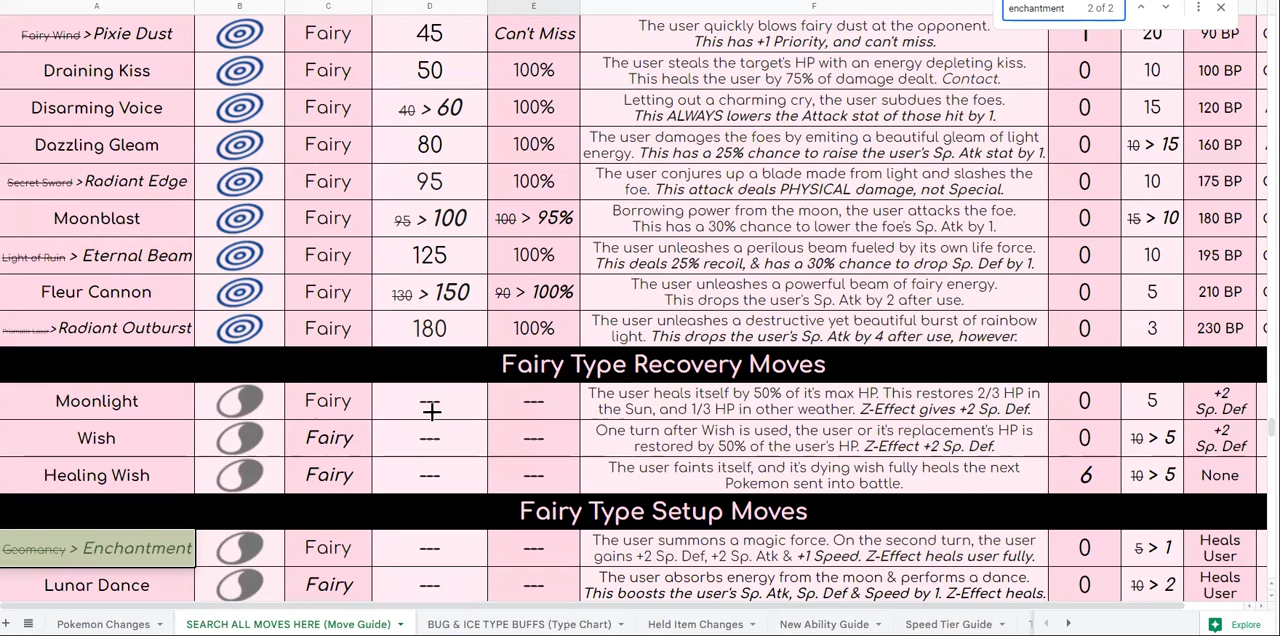 A B C D E F
enchantment 2 of 2
Fairy Wind >Pixie Dust Fairy 45 Can't Miss The user quickly blows fairy dust at the opponent. 1 20 90 BP
This has +1 Priority, and can't miss.
Draining Kiss Fairy 50 100% The user steals the target's HP with an energy depleting kiss. 0 10 100 BP
This heals the user by 75% of damage dealt. Contact.
Disarming Voice Fairy 40 > 60 100% Letting out a charming cry, the user subdues the foes. 0 15 120 BP
This ALWAYS lowers the Attack stat of those hit by 1.
Dazzling Gleam Fairy 80 100% The user damages the foes by emiting a beautiful gleam of light 0 10 > 15 160 BP
energy. This has a 25% chance to raise the user's Sp. Atk stat by 1.
Secret Sword >Radiant Edge Fairy 95 100% The user conjures up a blade made from light and slashes the 0 10 175 BP
foe. This attack deals PHYSICAL damage, not Special.
Moonblast Fairy 95 > 100 100 > 95% Borrowing power from the moon, the user attacks the foe. 0 15 > 10 180 BP
This has a 30% chance to lower the foe's Sp. Atk by 1.
Light of Ruin > Eternal Beam Fairy 125 100% The user unleashes a perilous beam fueled by its own life force. 0 10 195 BP
This deals 25% recoil, & has a 30% chance to drop Sp. Def by 1.
Fleur Cannon Fairy 130 > 150 90 > 100% The user unleashes a powerful beam of fairy energy. 0 5 210 BP
This drops the user's Sp. Atk by 2 after use.
>Radiant Outburst Fairy 180 100% The user unleashes a destructive yet beautiful burst of rainbow 0 3 230 BP
light. This drops the user's Sp. Atk by 4 after use, however.
Fairy Type Recovery Moves
Moonlight Fairy --- --- The user heals itself by 50% of it's max HP. This restores 2/3 HP in 0 5 +2
the Sun, and 1/3 HP in other weather. Z-Effect gives +2 Sp. Def. Sp. Def
Wish Fairy --- --- One turn after Wish is used, the user or it's replacement's HP is 0 10 > 5 +2
restored by 50% of the user's HP. Z-Effect +2 Sp. Def. Sp. Def
Healing Wish Fairy --- --- The user faints itself, and it's dying wish fully heals the next 6 10 > 5 None
Pokemon sent into battle.
Fairy Type Setup Moves
Geomancy > Enchantment Fairy --- --- The user summons a magic force. On the second turn, the user 0 5 > 1 Heals
gains +2 Sp. Def, +2 Sp. Atk & +1 Speed. Z-Effect heals user fully. User
Lunar Dance Fairy --- --- The user absorbs energy from the moon & performs a dance. 0 10 > 2 Heals
This boosts the user's Sp. Atk, Sp. Def & Speed by 1. Z-Effect heals. User
Pokemon Changes SEARCH ALL MOVES HERE (Move Guide) BUG & ICE TYPE BUFFS (Type Chart) Held Item Changes New Ability Guide Speed Tier Guide Explore